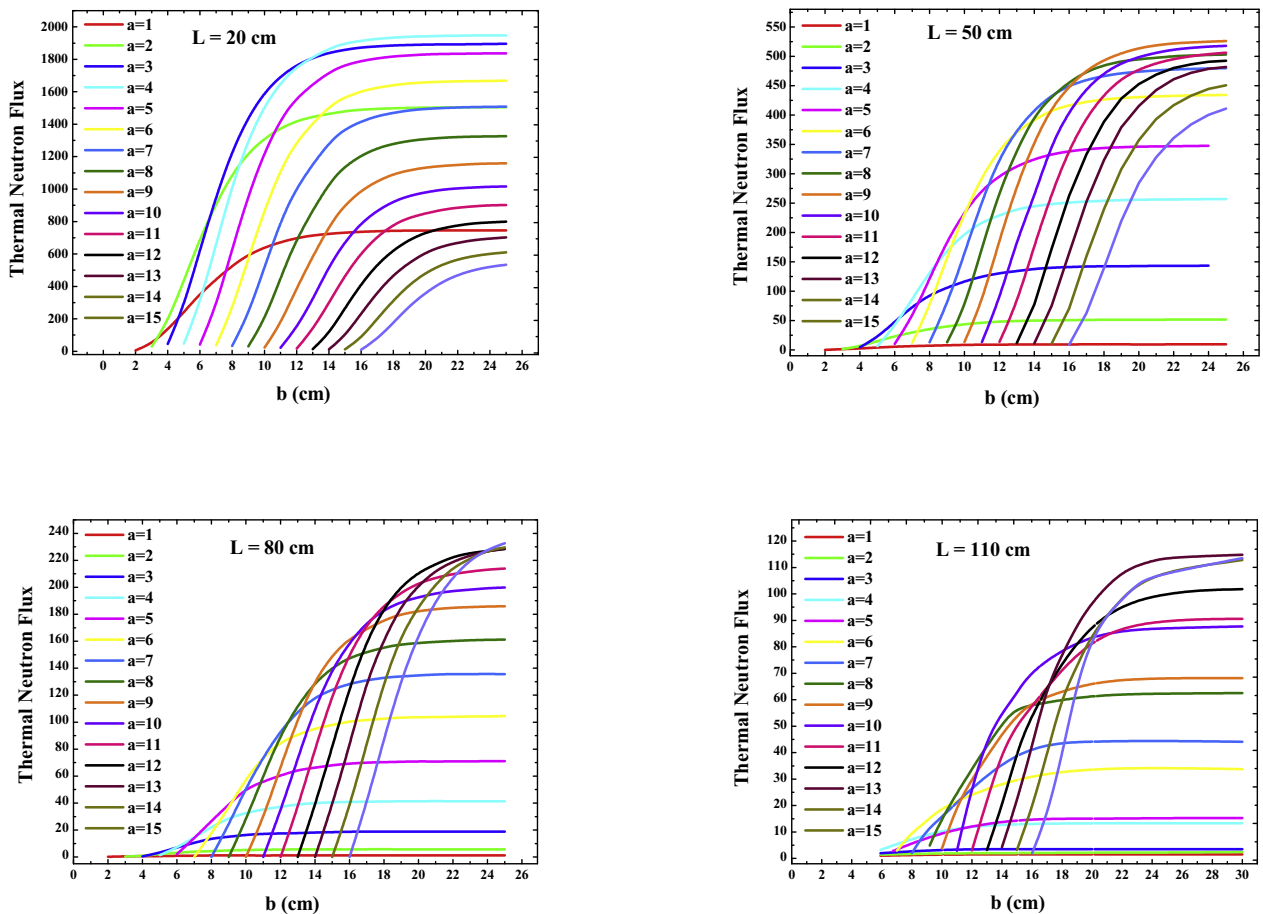 L = 20 cm
Thermal Neutron Flux
2000
1800
1600
1400
1200
1000
800
600
400
200
0
a=1
a=2
a=3
a=4
a=5
a=6
a=7
a=8
a=9
a=10
a=11
a=12
a=13
a=14
a=15
0 2 4 6 8 10 12 14 16 18 20 22 24 26
b (cm)
L = 50 cm
Thermal Neutron Flux
550
500
450
400
350
300
250
200
150
100
50
0
a=1
a=2
a=3
a=4
a=5
a=6
a=7
a=8
a=9
a=10
a=11
a=12
a=13
a=14
a=15
0 2 4 6 8 10 12 14 16 18 20 22 24 26
b (cm)
L = 80 cm
Thermal Neutron Flux
240
220
200
180
160
140
120
100
80
60
40
20
0
a=1
a=2
a=3
a=4
a=5
a=6
a=7
a=8
a=9
a=10
a=11
a=12
a=13
a=14
a=15
0 2 4 6 8 10 12 14 16 18 20 22 24 26
b (cm)
L = 110 cm
Thermal Neutron Flux
120
110
100
90
80
70
60
50
40
30
20
10
0
a=1
a=2
a=3
a=4
a=5
a=6
a=7
a=8
a=9
a=10
a=11
a=12
a=13
a=14
a=15
0 2 4 6 8 10 12 14 16 18 20 22 24 26 28 30
b (cm)